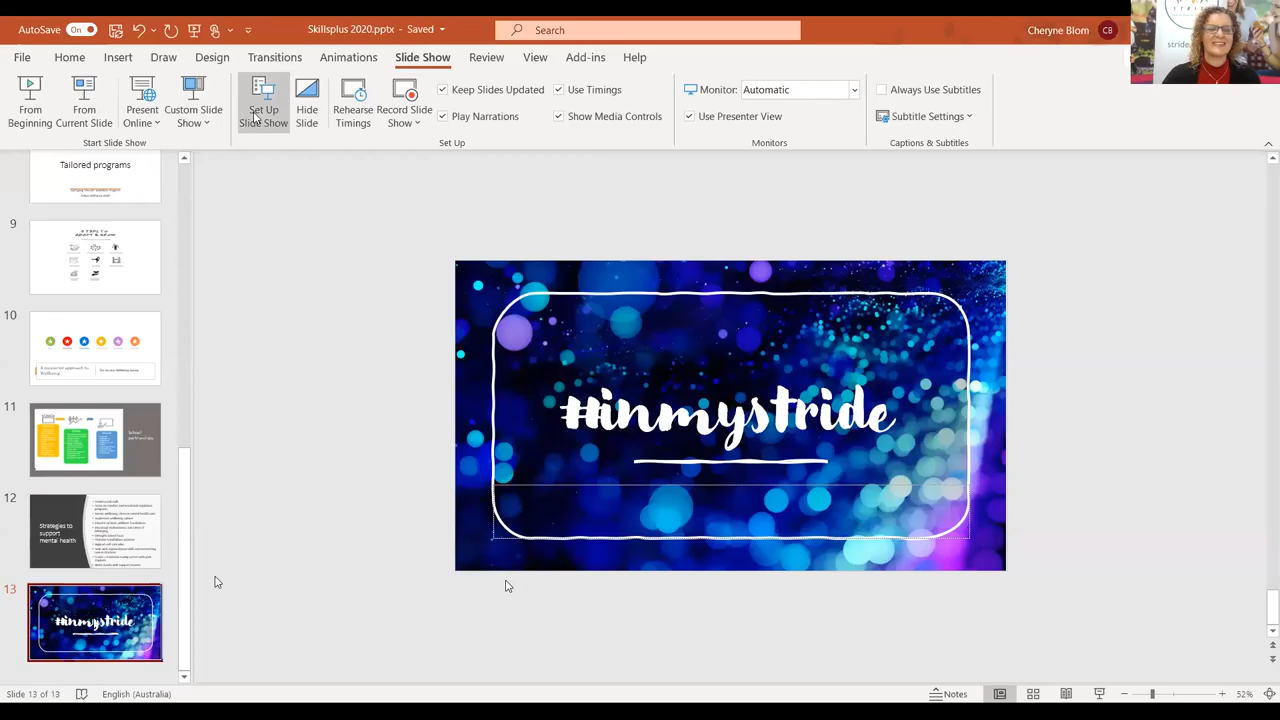 AutoSave On
Skillsplus 2020.pptx - Saved
Search
Cheryne Blom CB
File Home Insert Draw Design Transitions Animations Slide Show Review View Add-ins Help
From Beginning
From Current Slide
Present Online
Custom Slide Show
Set Up Slide Show
Hide Slide
Rehearse Timings
Record Slide Show
Keep Slides Updated
Use Timings
Play Narrations
Show Media Controls
Monitor: Automatic
Use Presenter View
Always Use Subtitles
Subtitle Settings
Start Slide Show
Set Up
Monitors
Captions & Subtitles
Tailored programs
9
10
11
School
12
Strategies to
support
mental health
13
#inmystride
#inmystride
Slide 13 of 13
English (Australia)
Notes
52%